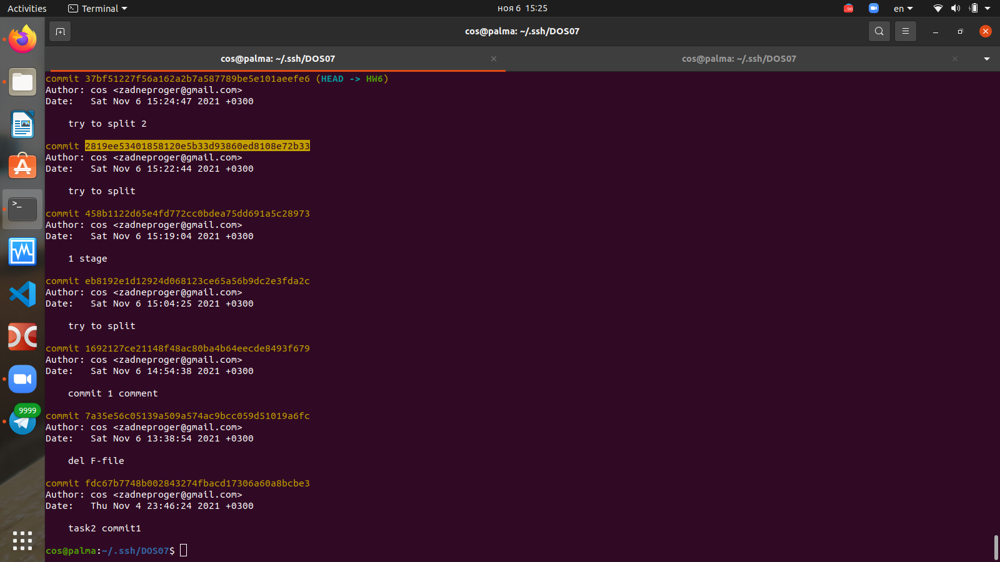 Activities
Terminal
ноя 6 15:25
96
en
cos@palma: ~/.ssh/DOS07
cos@palma: ~/.ssh/DOS07
cos@palma: ~/.ssh/DOS07
commit 37bf51227f56a162a2b7a587789be5e101aeefe6 (HEAD -> HW6)
Author: cos <zadneproger@gmail.com>
Date:   Sat Nov 6 15:24:47 2021 +0300
try to split 2
commit 2819ee53401858120e5b33d93860ed8108e72b33
Author: cos <zadneproger@gmail.com>
Date:   Sat Nov 6 15:22:44 2021 +0300
try to split
commit 458b1122d65e4fd772cc0bdea75dd691a5c28973
Author: cos <zadneproger@gmail.com>
Date:   Sat Nov 6 15:19:04 2021 +0300
1 stage
commit eb8192e1d12924d068123ce65a56b9dc2e3fda2c
Author: cos <zadneproger@gmail.com>
Date:   Sat Nov 6 15:04:25 2021 +0300
try to split
commit 1692127ce21148f48ac80ba4b64eecde8493f679
Author: cos <zadneproger@gmail.com>
Date:   Sat Nov 6 14:54:38 2021 +0300
commit 1 comment
commit 7a35e56c05139a509a574ac9bcc059d51019a6fc
Author: cos <zadneproger@gmail.com>
Date:   Sat Nov 6 13:38:54 2021 +0300
del F-file
commit fdc67b7748b002843274fbacd17306a60a8bcbe3
Author: cos <zadneproger@gmail.com>
Date:   Thu Nov 4 23:46:24 2021 +0300
task2 commit1
cos@palma:~/.ssh/DOS07$
9999